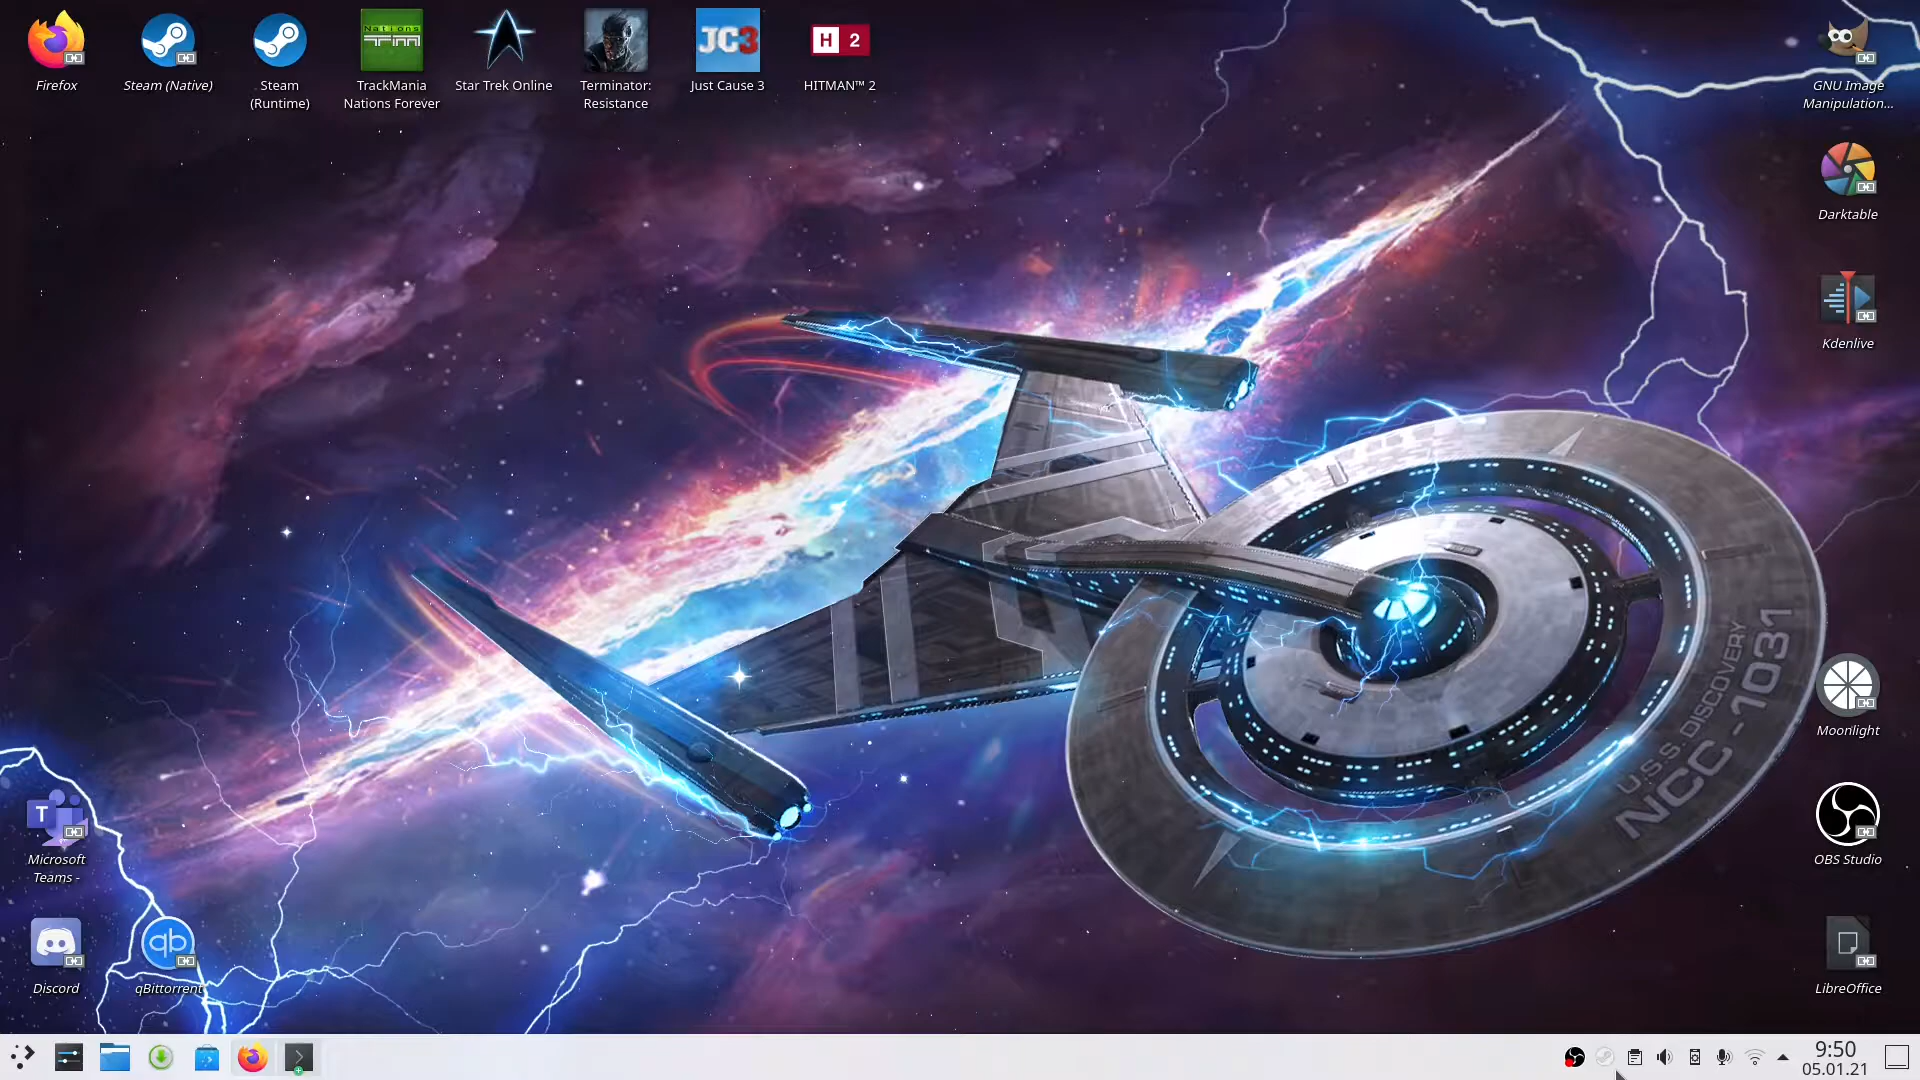 Firefox
Steam (Native)
Steam
(Runtime)
Nations
TrackMania
Nations Forever
Star Trek Online
Terminator:
Resistance
JC3
Just Cause 3
H 2
HITMAN™ 2
GNU Image
Manipulation...
Darktable
Kdenlive
U.S.S. DISCOVERY
NCC-1031
Moonlight
T
Microsoft
Teams -
OBS Studio
Discord
qb
qBittorrent
LibreOffice
9:50
05.01.21